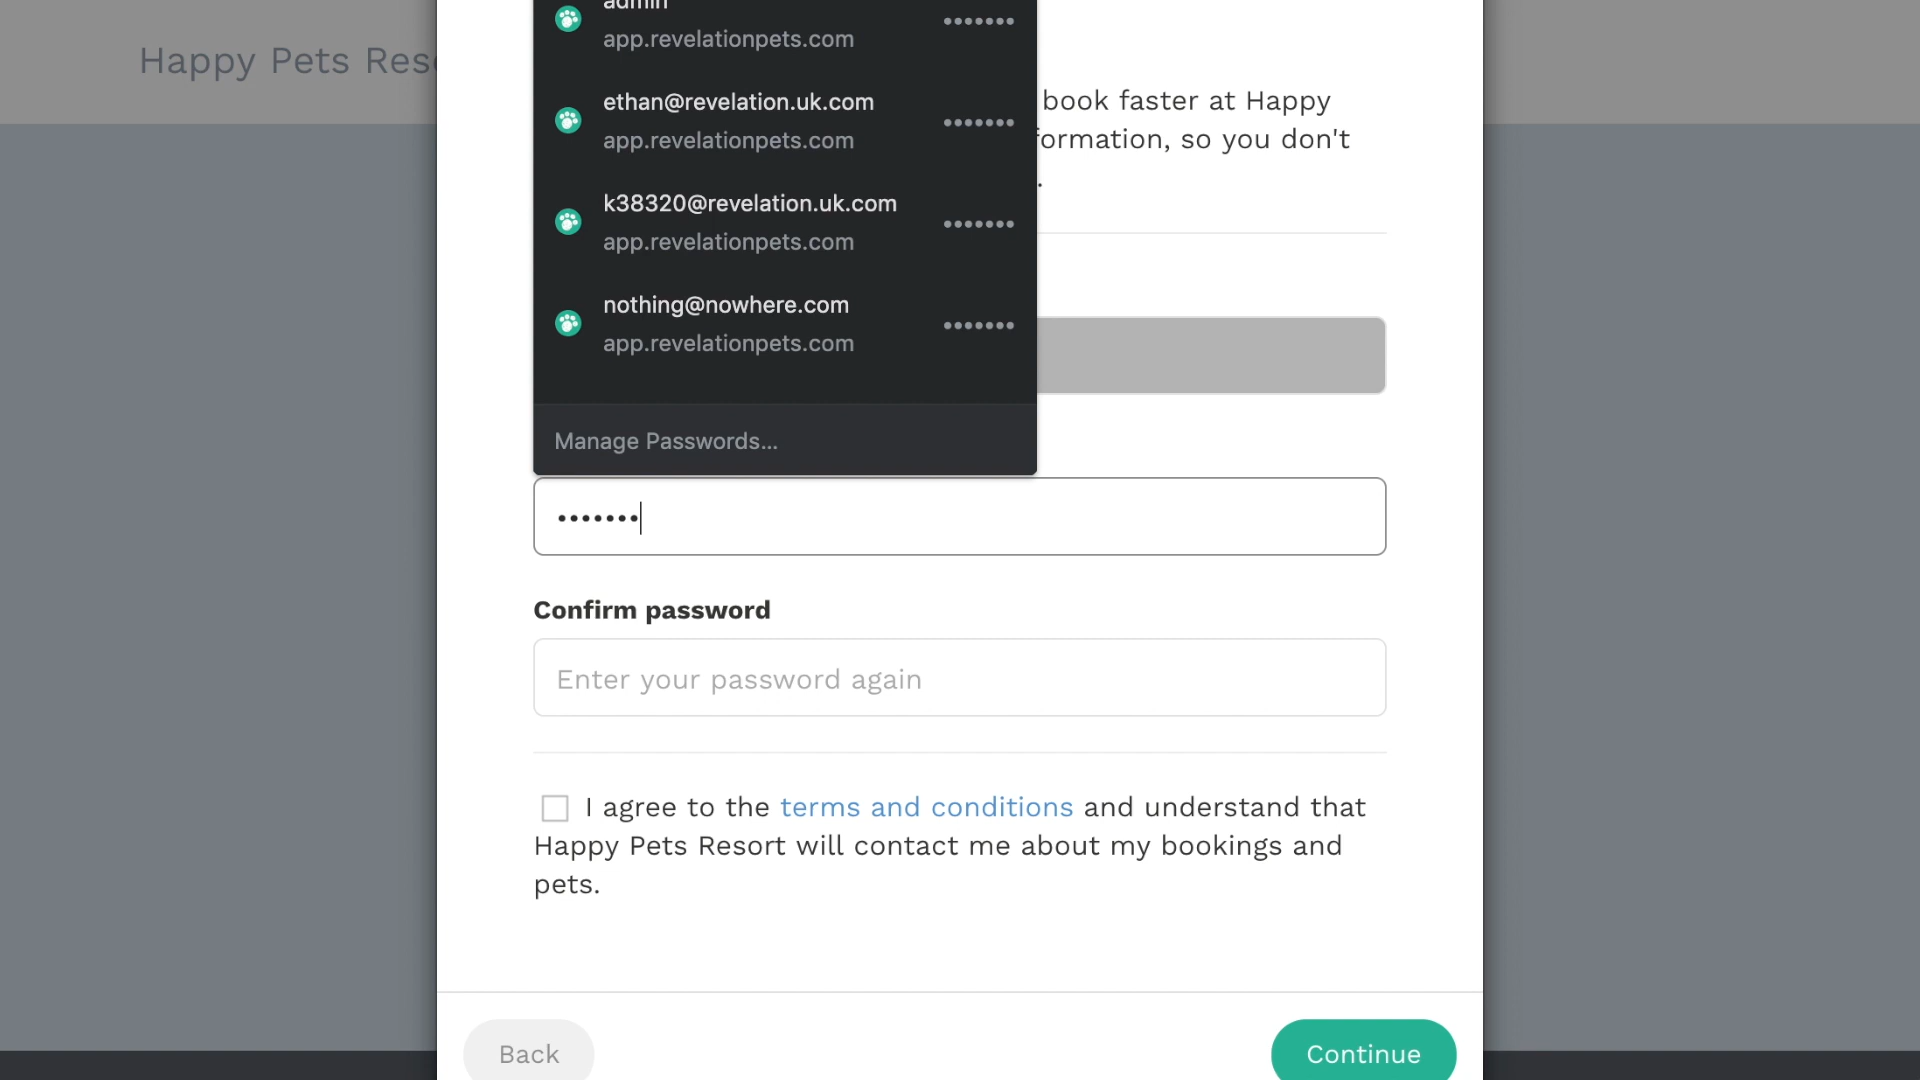 admin
•••••••
app.revelationpets.com
Happy Pets Res
ethan@revelation.uk.com
•••••••
app.revelationpets.com
book faster at Happy
formation, so you don't
.
k38320@revelation.uk.com
•••••••
app.revelationpets.com
nothing@nowhere.com
•••••••
app.revelationpets.com
Manage Passwords...
•••••••
Confirm password
Enter your password again
I agree to the terms and conditions and understand that
Happy Pets Resort will contact me about my bookings and
pets.
Back
Continue